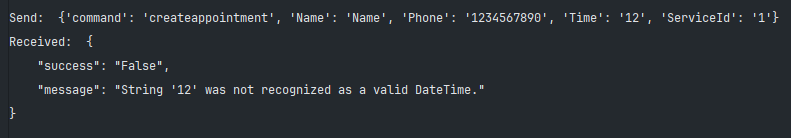 Send:  {'command': 'createappointment', 'Name': 'Name', 'Phone': '1234567890', 'Time': '12', 'ServiceId': '1'}
Received:  {
    "success": "False",
    "message": "String '12' was not recognized as a valid DateTime."
}